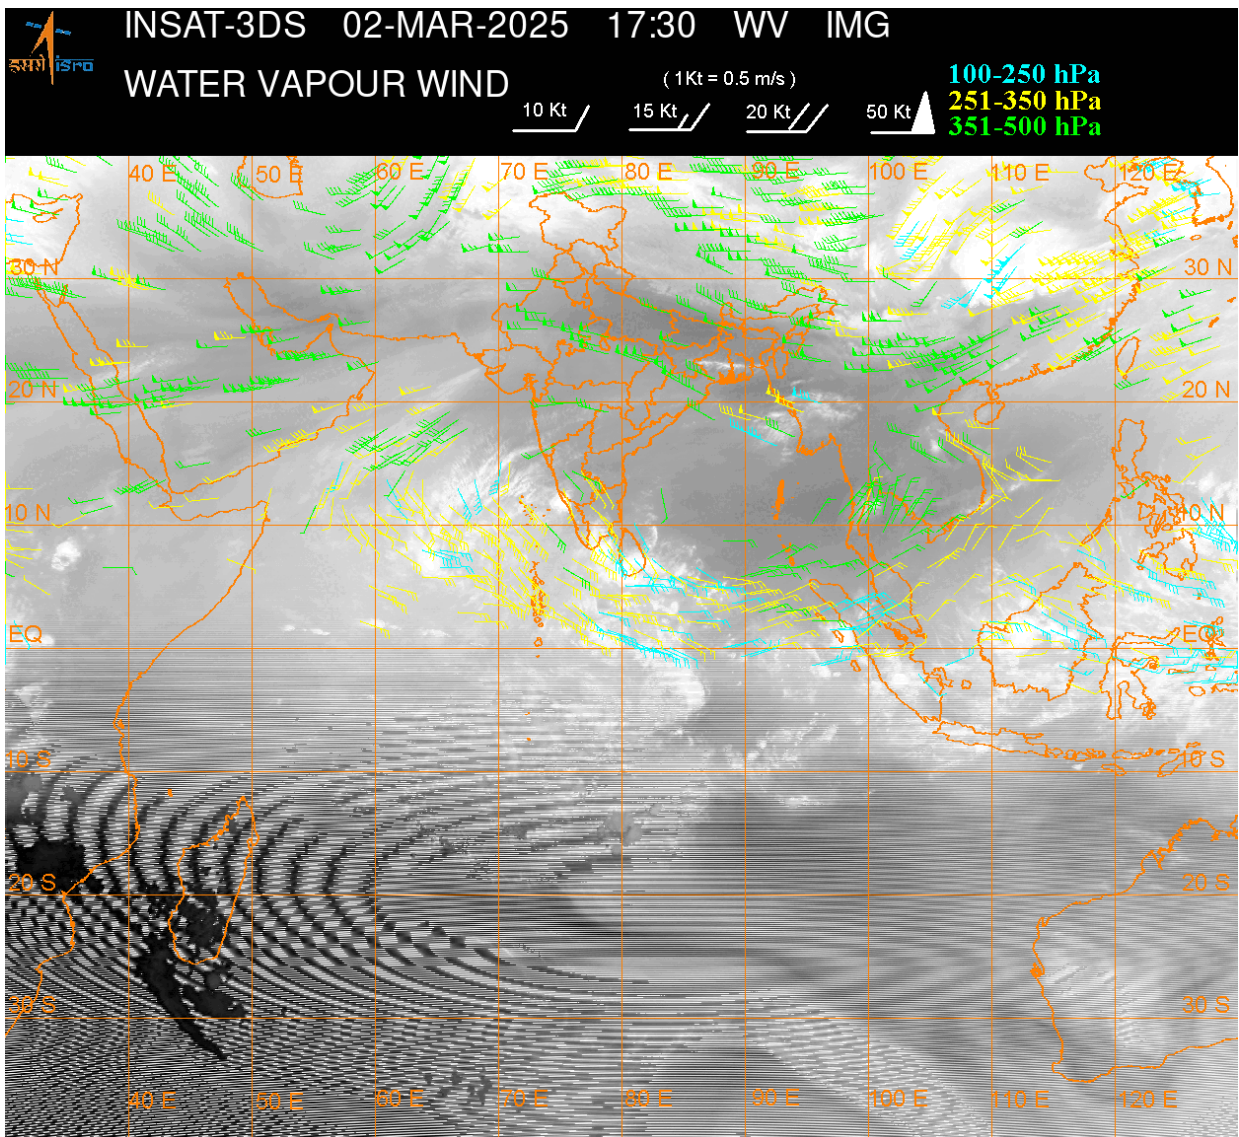 INSAT-3DS 02-MAR-2025 17:30 WV IMG
इसरो isro
WATER VAPOUR WIND
( 1Kt = 0.5 m/s )
10 Kt 15 Kt 20 Kt 50 Kt
100-250 hPa
251-350 hPa
351-500 hPa
40 E 50 E 60 E 70 E 80 E 90 E 100 E 110 E 120 E
30 N 30 N
20 N 20 N
10 N 10 N
EQ EQ
10 S 10 S
20 S 20 S
30 S 30 S
40 E 50 E 60 E 70 E 80 E 90 E 100 E 110 E 120 E